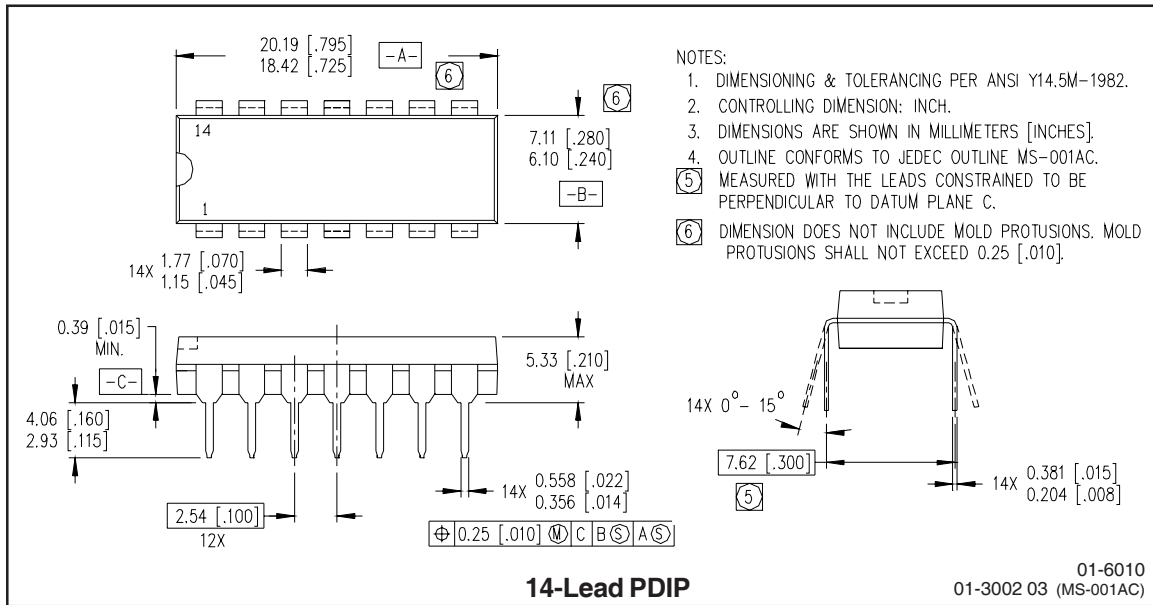 20.19 [.795]
18.42 [.725]
-A-
6
6
14
1
7.11 [.280]
6.10 [.240]
-B-
14X 1.77 [.070]
1.15 [.045]
NOTES:
1. DIMENSIONING & TOLERANCING PER ANSI Y14.5M-1982.
2. CONTROLLING DIMENSION: INCH.
3. DIMENSIONS ARE SHOWN IN MILLIMETERS [INCHES].
4. OUTLINE CONFORMS TO JEDEC OUTLINE MS-001AC.
5 MEASURED WITH THE LEADS CONSTRAINED TO BE
PERPENDICULAR TO DATUM PLANE C.
6 DIMENSION DOES NOT INCLUDE MOLD PROTUSIONS. MOLD
PROTUSIONS SHALL NOT EXCEED 0.25 [.010].
0.39 [.015]
MIN.
-C-
4.06 [.160]
2.93 [.115]
5.33 [.210]
MAX
2.54 [.100]
12X
14X 0.558 [.022]
0.356 [.014]
⌖ 0.25 [.010] Ⓜ C B Ⓢ A Ⓢ
14X 0°- 15°
7.62 [.300]
5
14X 0.381 [.015]
0.204 [.008]
14-Lead PDIP
01-6010
01-3002 03 (MS-001AC)